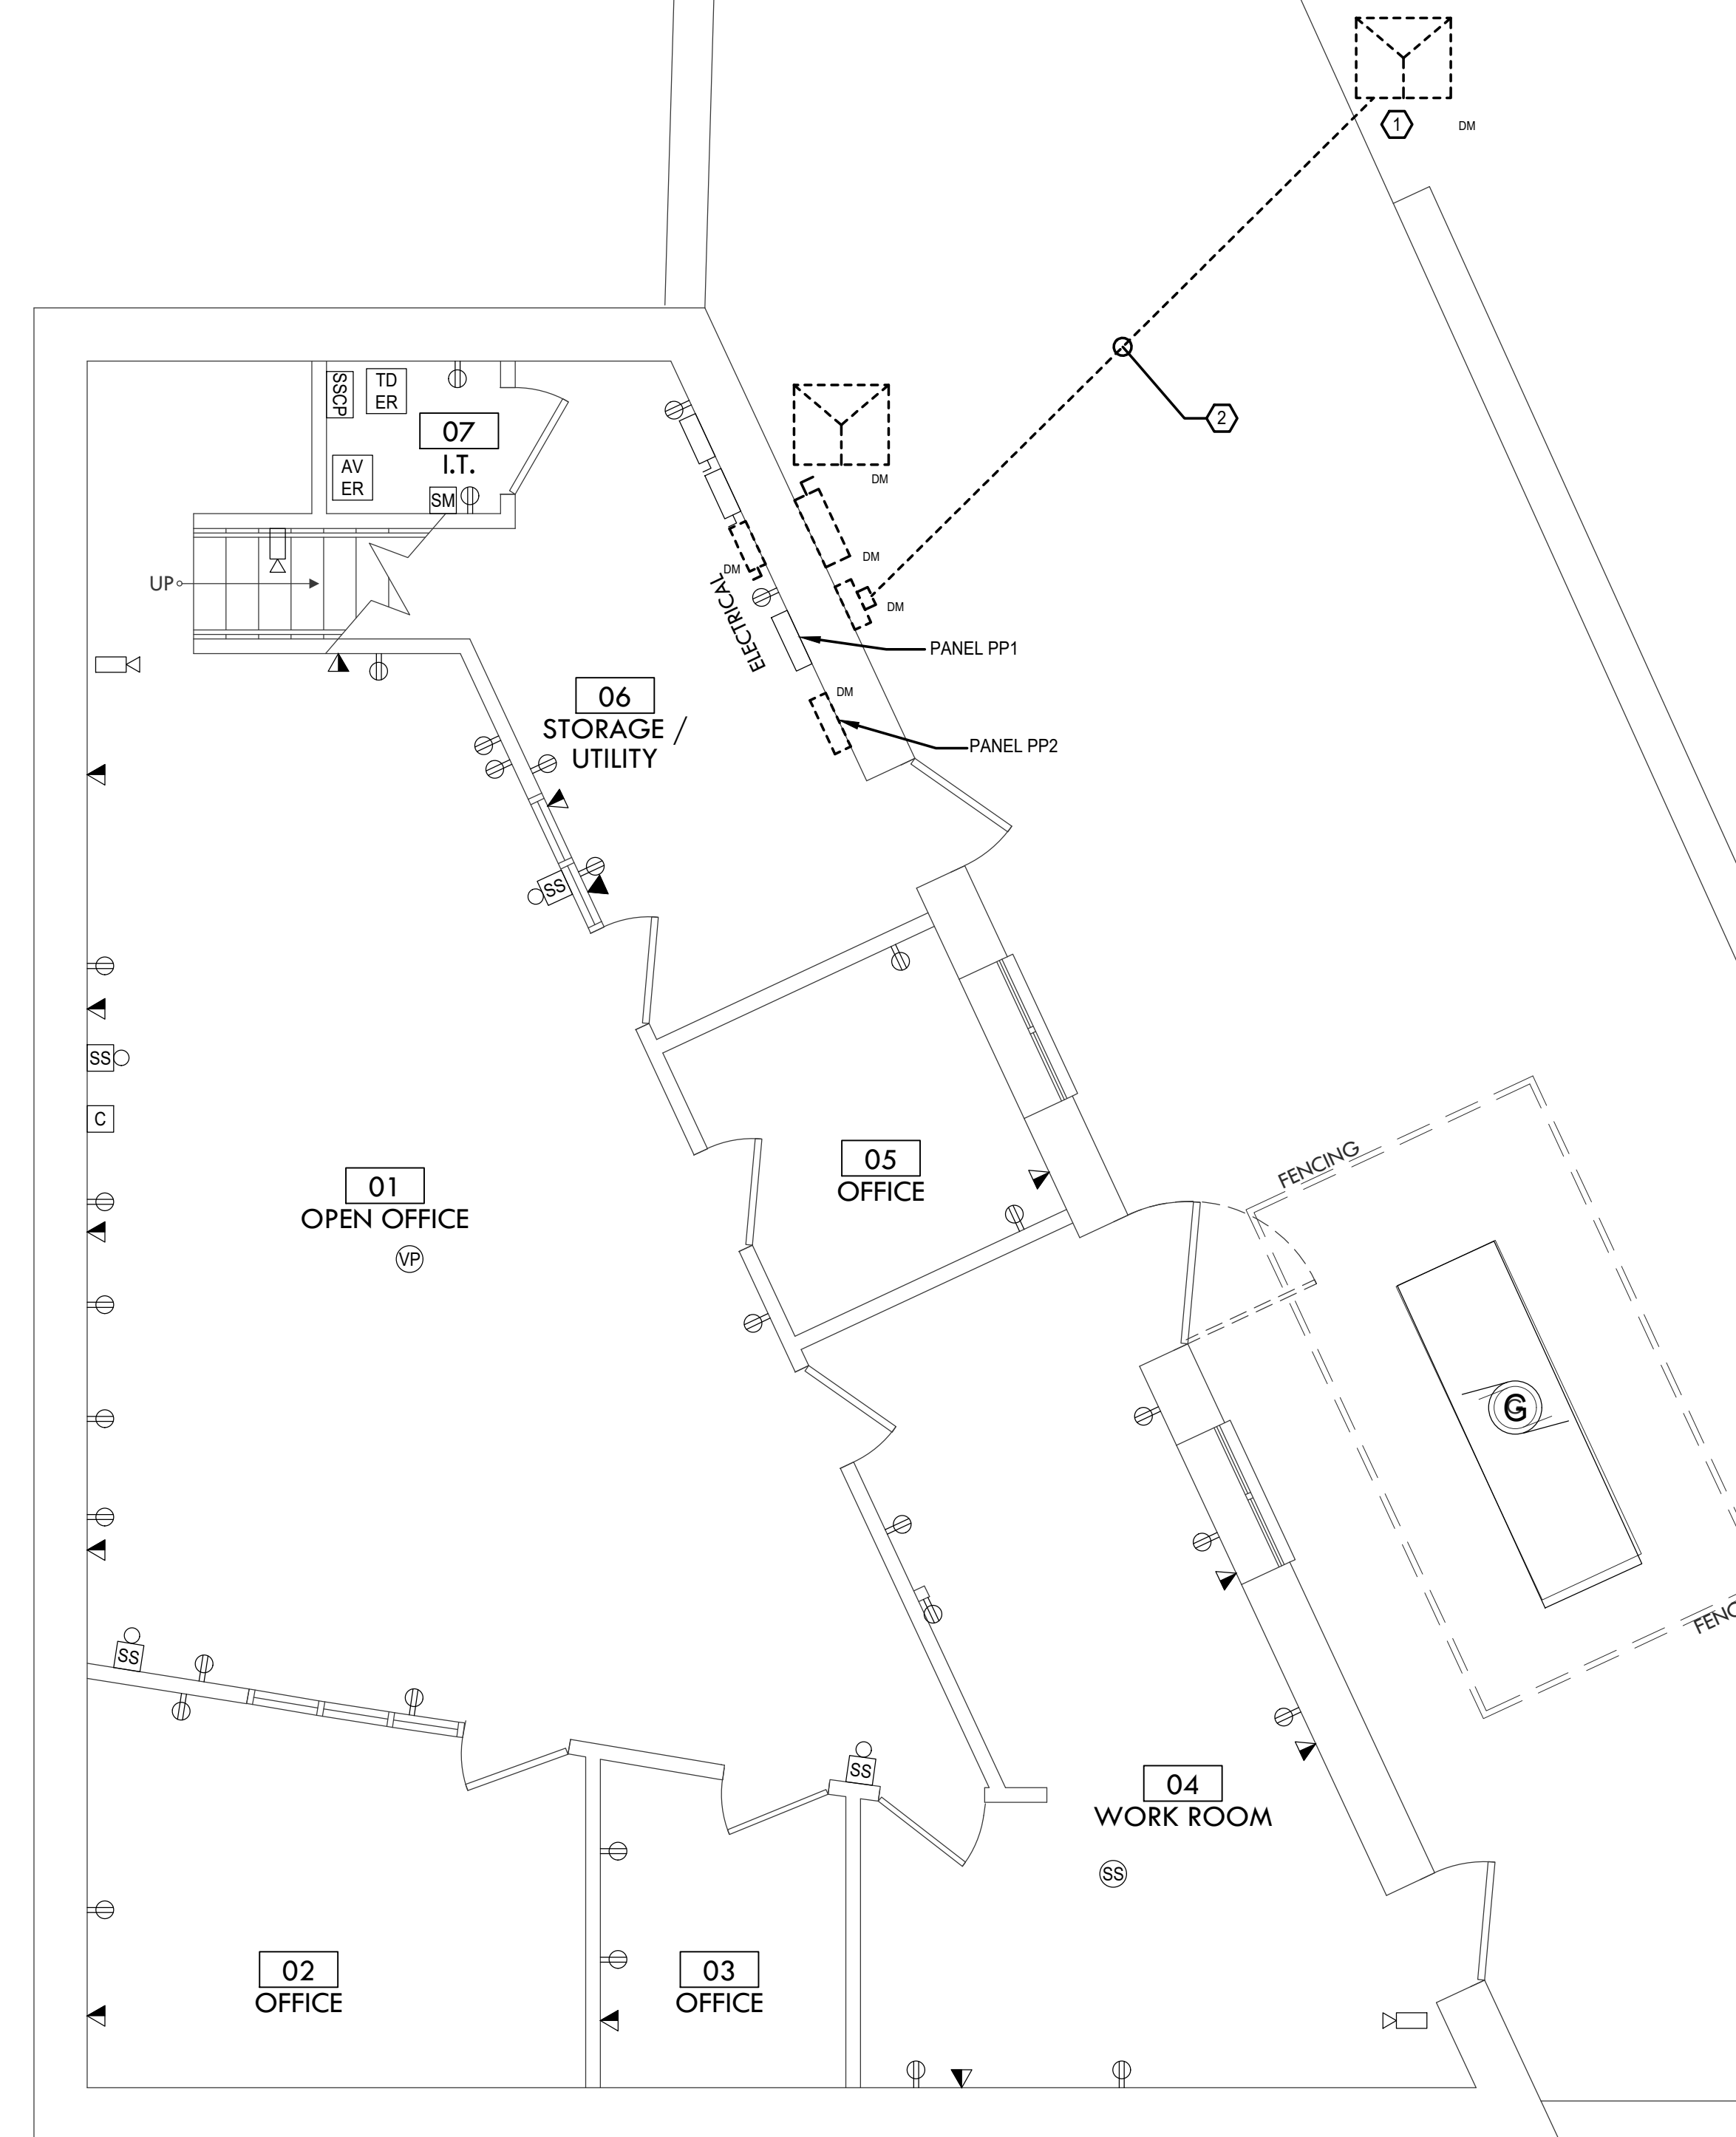 1
DM
2
SSCP
TD
ER
07
I.T.
AV
ER
SM
DM
DM
DM
DM
UP
ELECTRICAL
PANEL PP1
06
STORAGE /
UTILITY
DM
PANEL PP2
SS
SS
C
01
OPEN OFFICE
VP
05
OFFICE
FENCING
G
SS
FENC
SS
04
WORK ROOM
SS
02
OFFICE
03
OFFICE